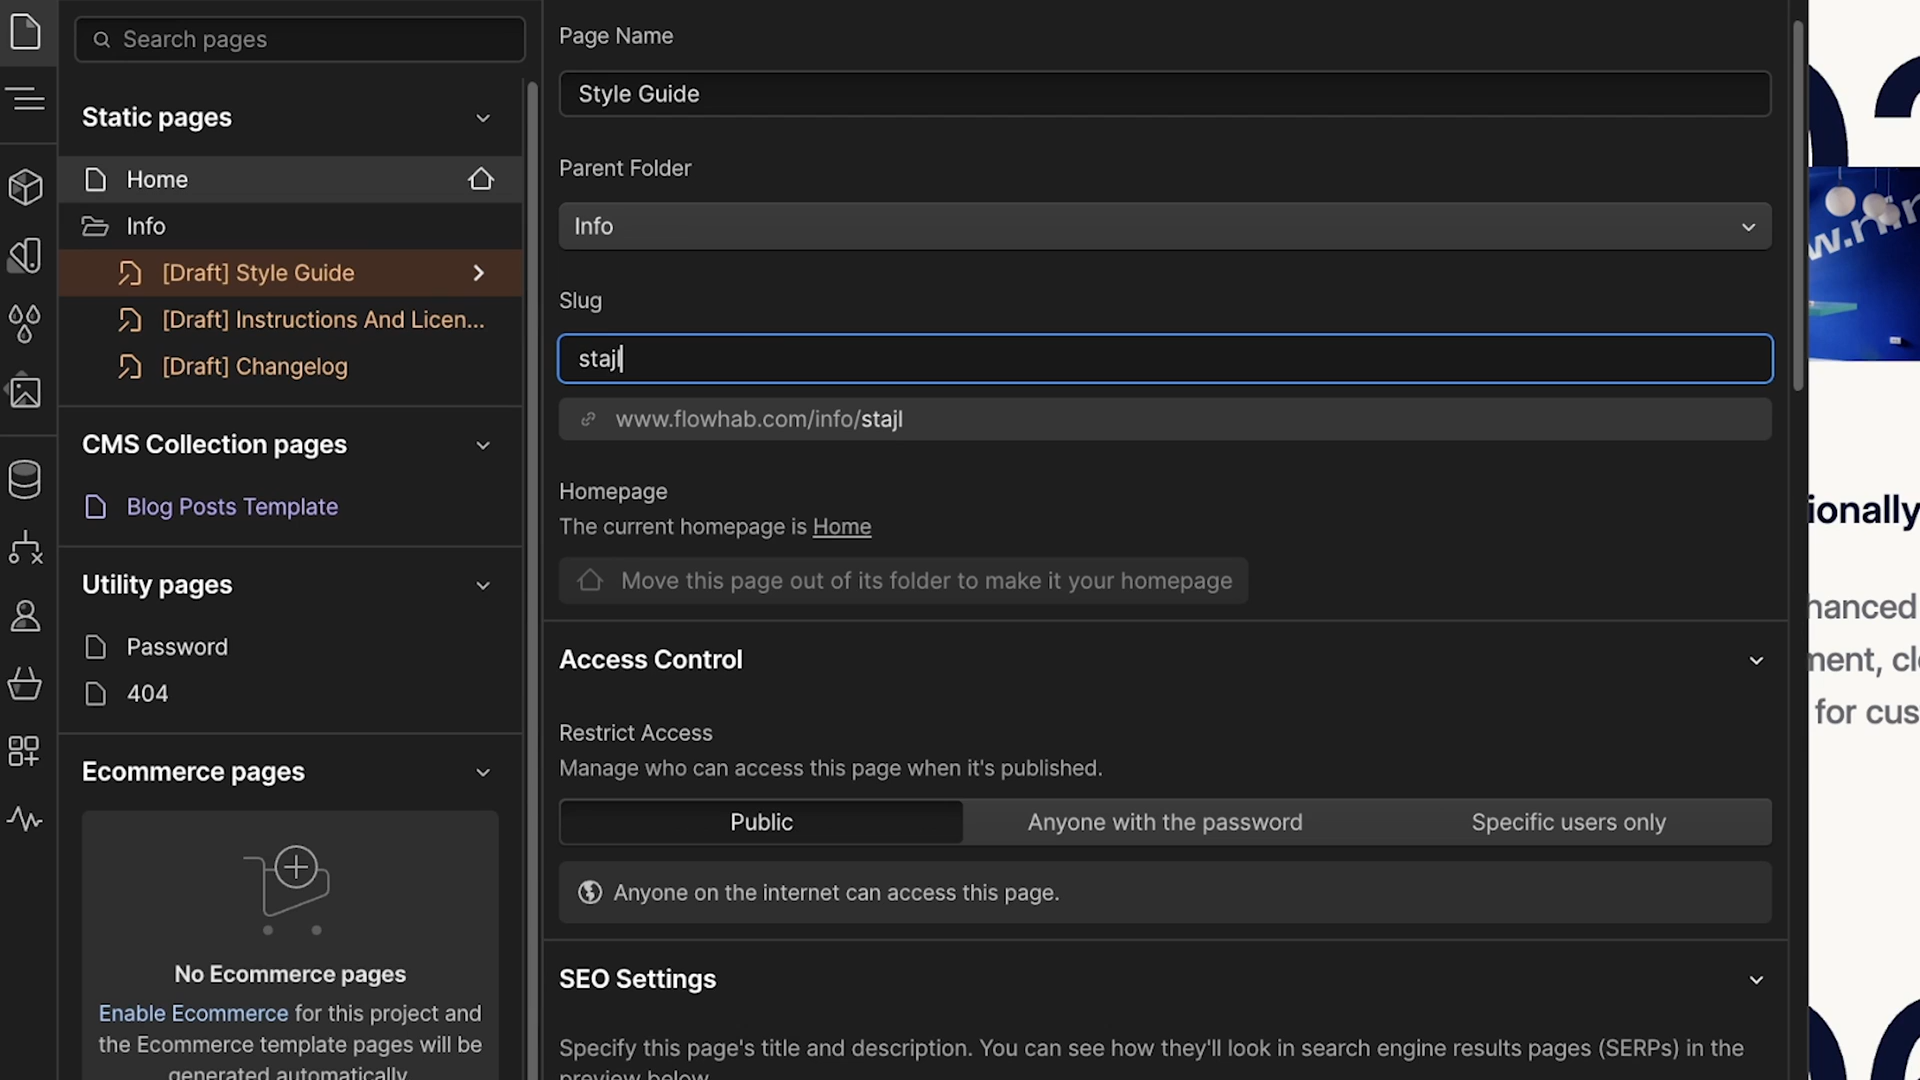 Search pages
Static pages
Home
Info
[Draft] Style Guide
[Draft] Instructions And Licen...
[Draft] Changelog
CMS Collection pages
Blog Posts Template
Utility pages
Password
404
Ecommerce pages
No Ecommerce pages
Enable Ecommerce for this project and
the Ecommerce template pages will be
generated automatically
Page Name
Style Guide
Parent Folder
Info
Slug
stajl
www.flowhab.com/info/stajl
Homepage
The current homepage is Home
Move this page out of its folder to make it your homepage
Access Control
Restrict Access
Manage who can access this page when it's published.
Public
Anyone with the password
Specific users only
Anyone on the internet can access this page.
SEO Settings
Specify this page's title and description. You can see how they'll look in search engine results pages (SERPs) in the
preview below
ionally
hanced
ment, cl
for cus